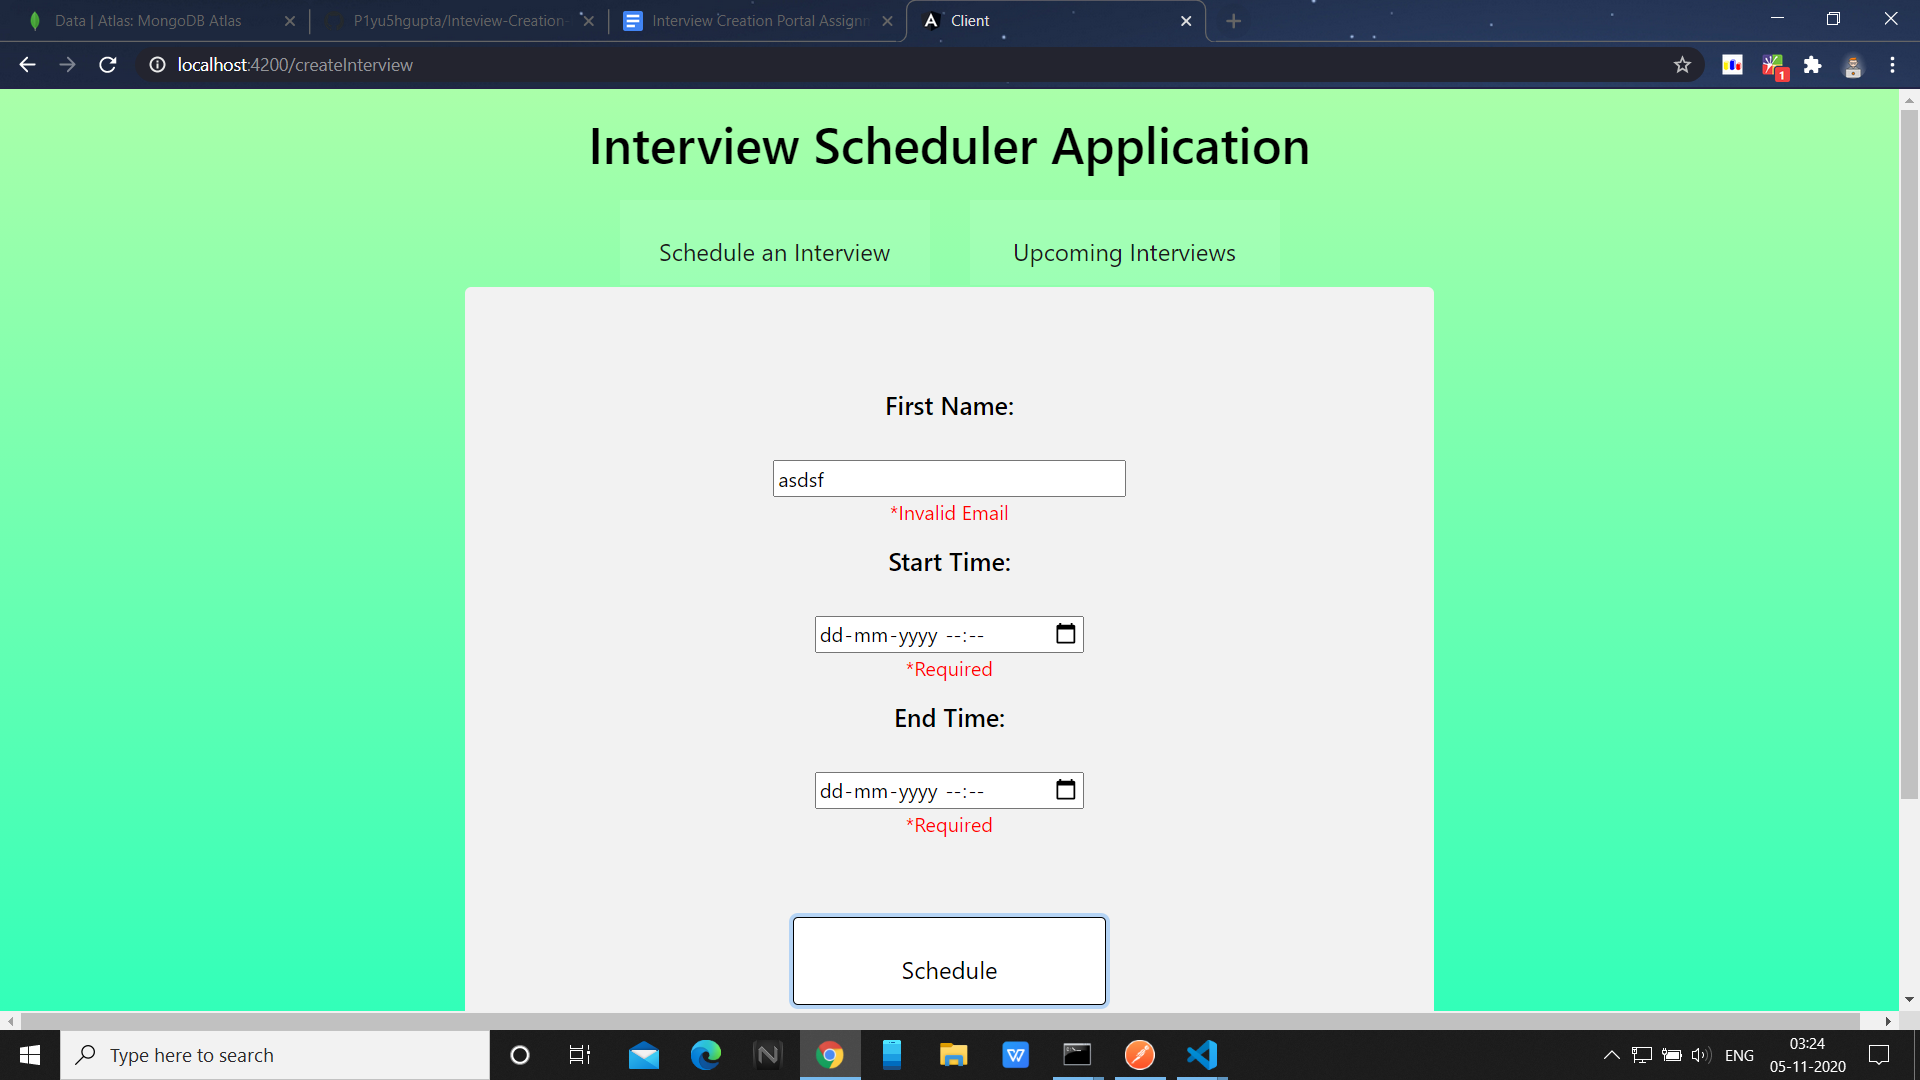 Data | Atlas: MongoDB Atlas
P1yu5hgupta/Inteview-Creation-
Interview Creation Portal Assignm
Client
localhost:4200/createInterview
1
Interview Scheduler Application
Schedule an Interview
Upcoming Interviews
First Name:
asdsf
*Invalid Email
Start Time:
dd-mm-yyyy --:--
*Required
End Time:
dd-mm-yyyy --:--
*Required
Schedule
Type here to search
ENG
03:24
05-11-2020